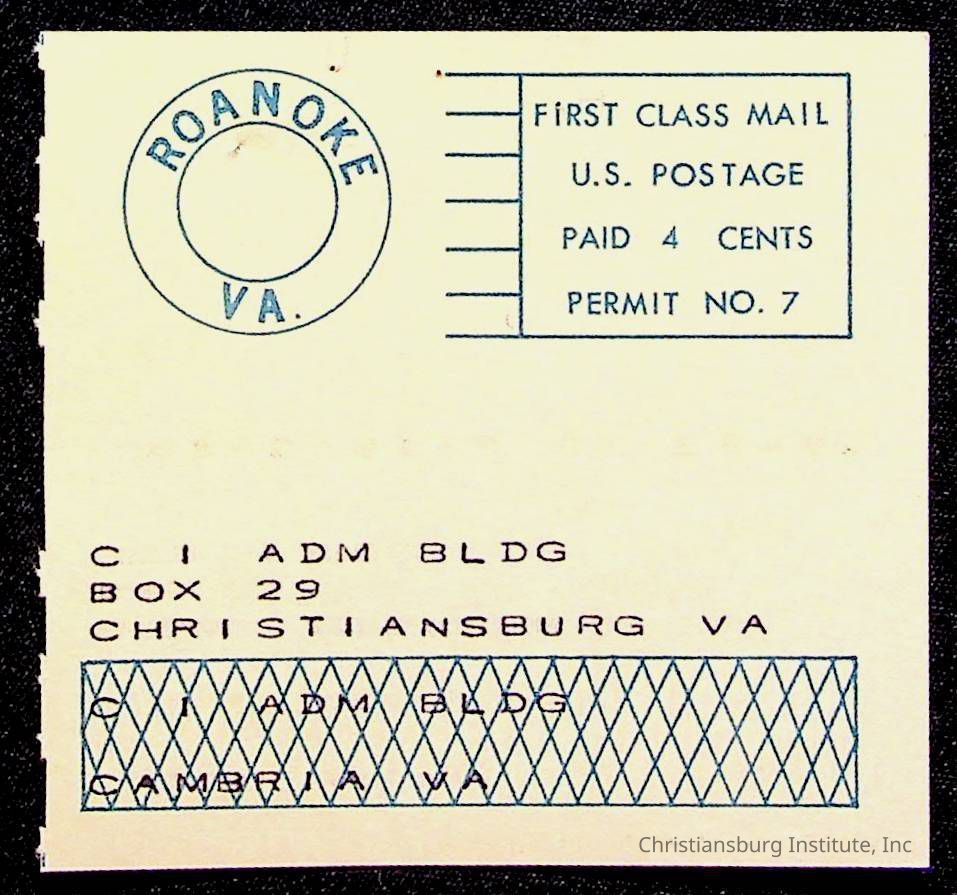 ROANOKE
VA.
FiRST CLASS MAIL
U.S. POSTAGE
PAID 4 CENTS
PERMIT NO. 7
C I ADM BLDG
BOX 29
CHRISTIANSBURG VA
C I ADM BLDG
CAMBRIA VA
Christiansburg Institute, Inc